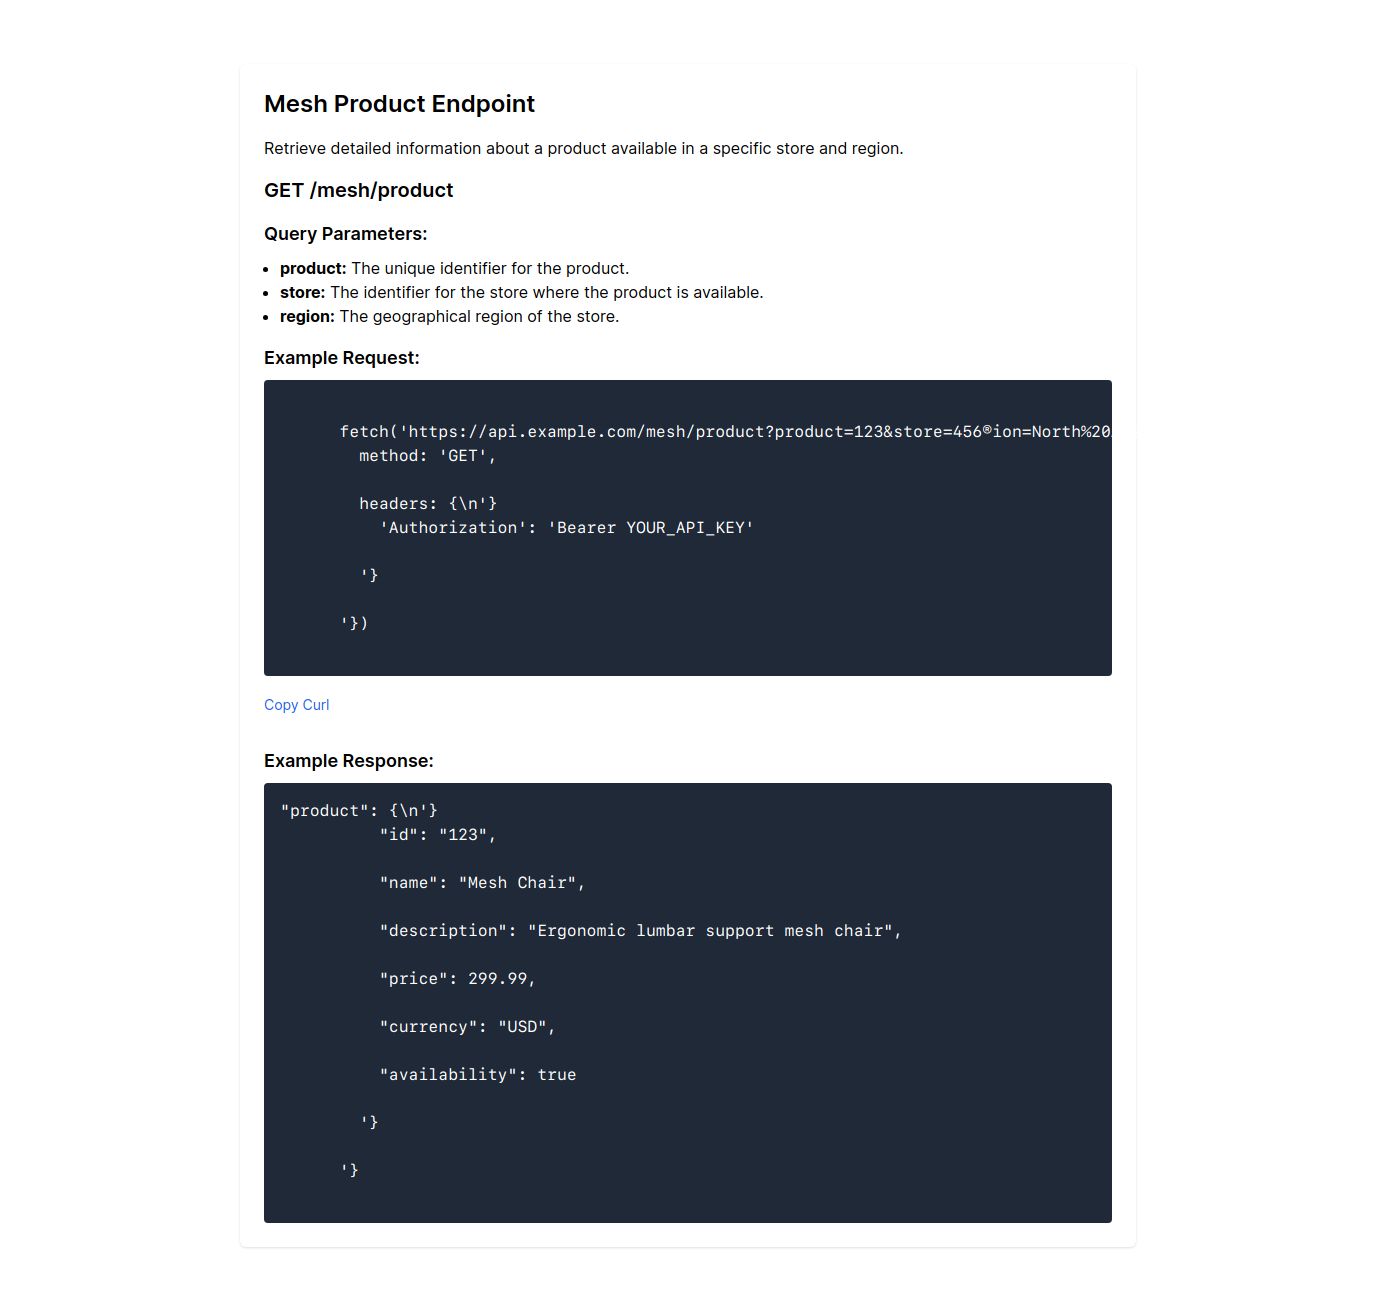 Mesh Product Endpoint
Retrieve detailed information about a product available in a specific store and region.
GET /mesh/product
Query Parameters:
• product: The unique identifier for the product.
• store: The identifier for the store where the product is available.
• region: The geographical region of the store.
Example Request:
fetch('https://api.example.com/mesh/product?product=123&store=456®ion=North%20
method: 'GET',
headers: {\n'}
'Authorization': 'Bearer YOUR_API_KEY'
'}
'})
Copy Curl
Example Response:
"product": {\n'}
"id": "123",
"name": "Mesh Chair",
"description": "Ergonomic lumbar support mesh chair",
"price": 299.99,
"currency": "USD",
"availability": true
'}
'}